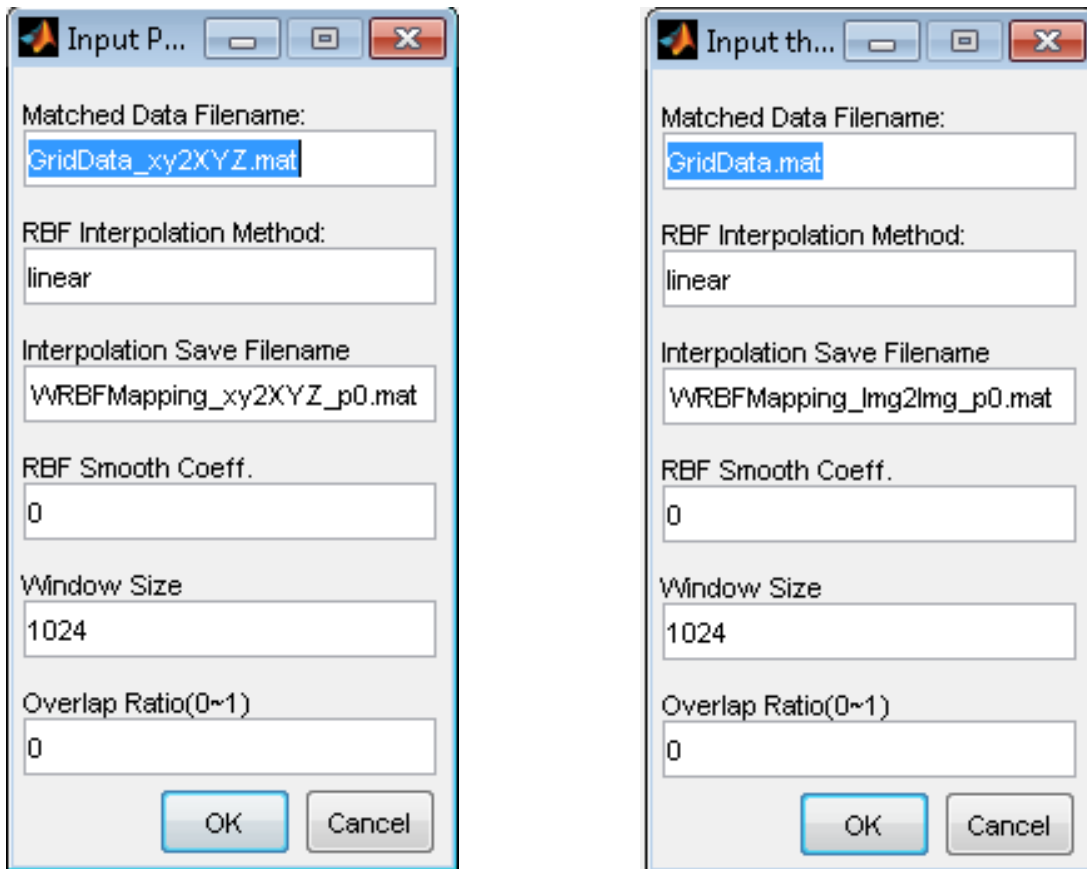 Input P...
Matched Data Filename:
GridData_xy2XYZ.mat
RBF Interpolation Method:
linear
Interpolation Save Filename
WRBFMapping_xy2XYZ_p0.mat
RBF Smooth Coeff.
0
Window Size
1024
Overlap Ratio(0~1)
0
OK
Cancel
Input th...
Matched Data Filename:
GridData.mat
RBF Interpolation Method:
linear
Interpolation Save Filename
WRBFMapping_Img2Img_p0.mat
RBF Smooth Coeff.
0
Window Size
1024
Overlap Ratio(0~1)
0
OK
Cancel